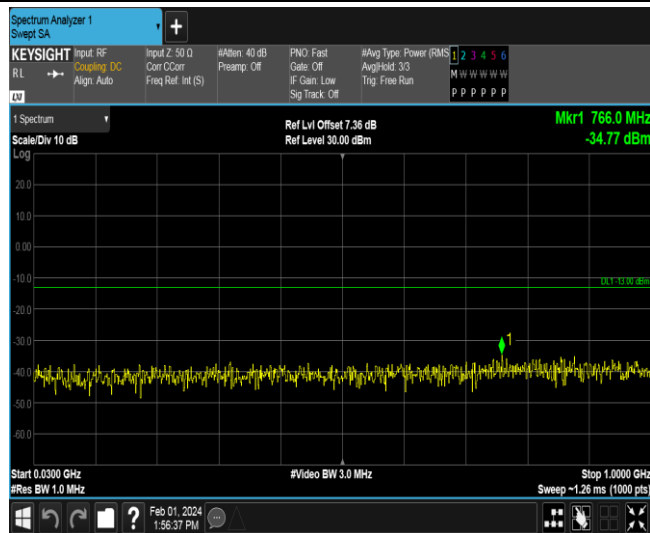 Spectrum Analyzer 1
Swept SA
+
KEYSIGHT
RL
Input: RF
Coupling: DC
Align: Auto
Input Z: 50 Ω
Corr CCorr
Freq Ref: Int (S)
#Atten: 40 dB
Preamp: Off
PNO: Fast
Gate: Off
IF Gain: Low
Sig Track: Off
#Avg Type: Power (RMS
Avg|Hold: 3/3
Trig: Free Run
1 2 3 4 5 6
M W W W W W
P P P P P P
1 Spectrum
Scale/Div 10 dB
Log
Ref Lvl Offset 7.36 dB
Ref Level 30.00 dBm
Mkr1 766.0 MHz
-34.77 dBm
20.0
10.0
0.00
-10.0
DL1 -13.00 dBm
-20.0
-30.0
1
-40.0
-50.0
-60.0
Start 0.0300 GHz
#Video BW 3.0 MHz
Stop 1.0000 GHz
#Res BW 1.0 MHz
Sweep ~1.26 ms (1000 pts)
?
Feb 01, 2024
1:56:37 PM